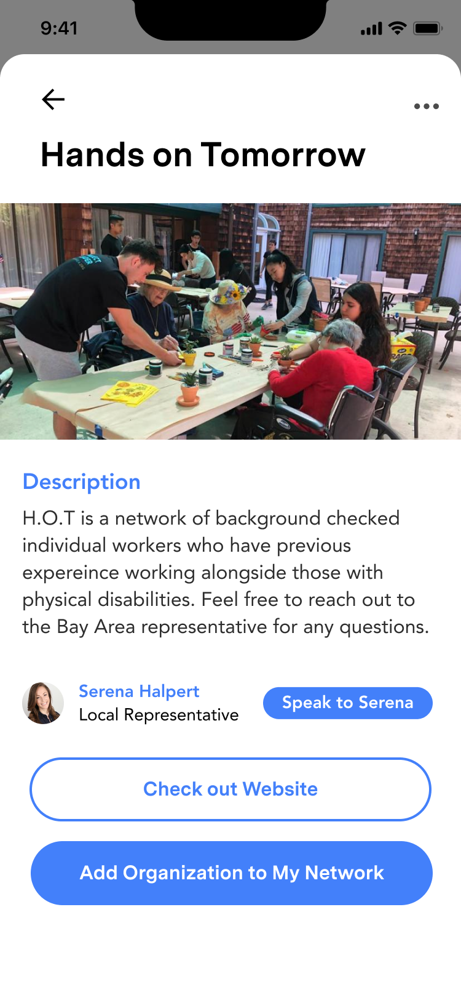 9:41
Hands on Tomorrow
Description
H.O.T is a network of background checked
individual workers who have previous
expereince working alongside those with
physical disabilities. Feel free to reach out to
the Bay Area representative for any questions.
Serena Halpert
Local Representative
Speak to Serena
Check out Website
Add Organization to My Network